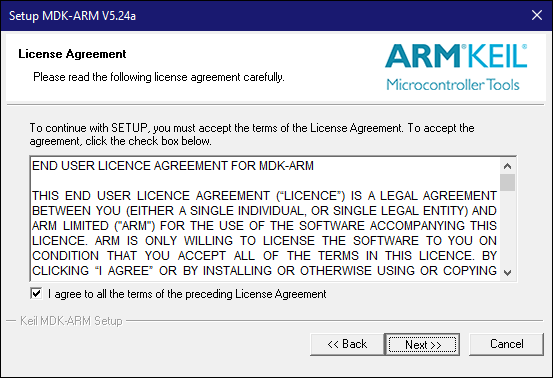 Setup MDK-ARM V5.24a
License Agreement
Please read the following license agreement carefully.
ARM®KEIL®
Microcontroller Tools
To continue with SETUP, you must accept the terms of the License Agreement. To accept the
agreement, click the check box below.
END USER LICENCE AGREEMENT FOR MDK-ARM
THIS END USER LICENCE AGREEMENT (“LICENCE”) IS A LEGAL AGREEMENT
BETWEEN YOU (EITHER A SINGLE INDIVIDUAL, OR SINGLE LEGAL ENTITY) AND
ARM LIMITED ("ARM") FOR THE USE OF THE SOFTWARE ACCOMPANYING THIS
LICENCE. ARM IS ONLY WILLING TO LICENSE THE SOFTWARE TO YOU ON
CONDITION THAT YOU ACCEPT ALL OF THE TERMS IN THIS LICENCE. BY
CLICKING “I AGREE” OR BY INSTALLING OR OTHERWISE USING OR COPYING
I agree to all the terms of the preceding License Agreement
Keil MDK-ARM Setup
<< Back
Next >>
Cancel